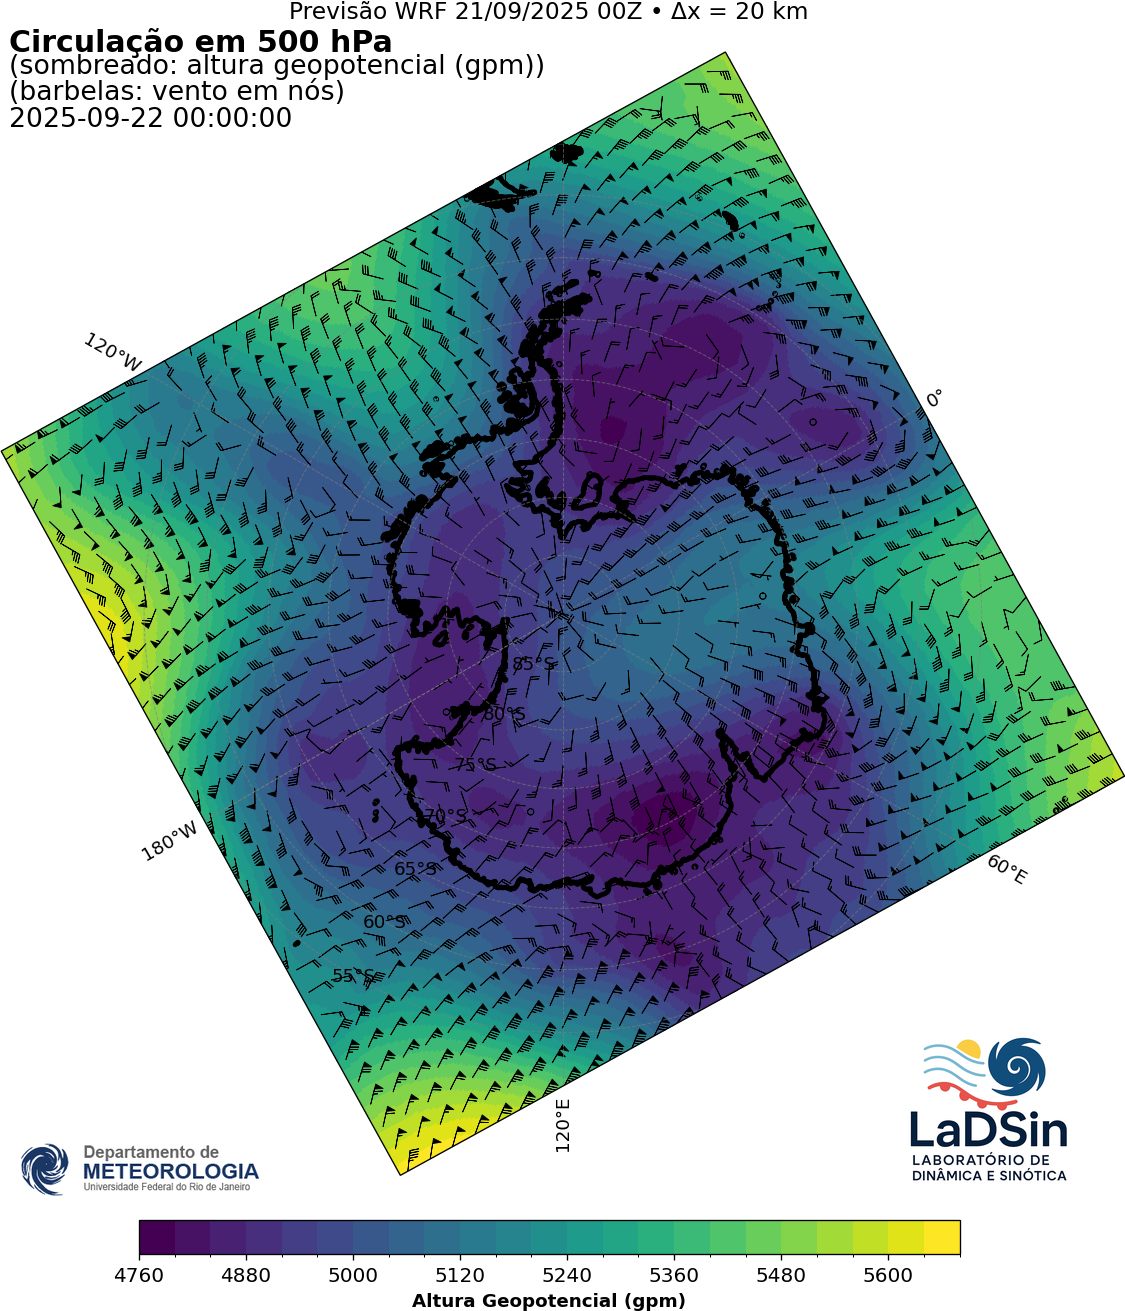 Previsão WRF 21/09/2025 00Z • Δx = 20 km
Circulação em 500 hPa
(sombreado: altura geopotencial (gpm))
(barbelas: vento em nós)
2025-09-22 00:00:00
120°W
0°
85°S
80°S
75°S
70°S
180°W
65°S
60°E
60°S
55°S
120°E
LaDSin
LABORATÓRIO DE
DINÂMICA E SINÓTICA
Departamento de
METEOROLOGIA
Universidade Federal do Rio de Janeiro
4760 4880 5000 5120 5240 5360 5480 5600
Altura Geopotencial (gpm)